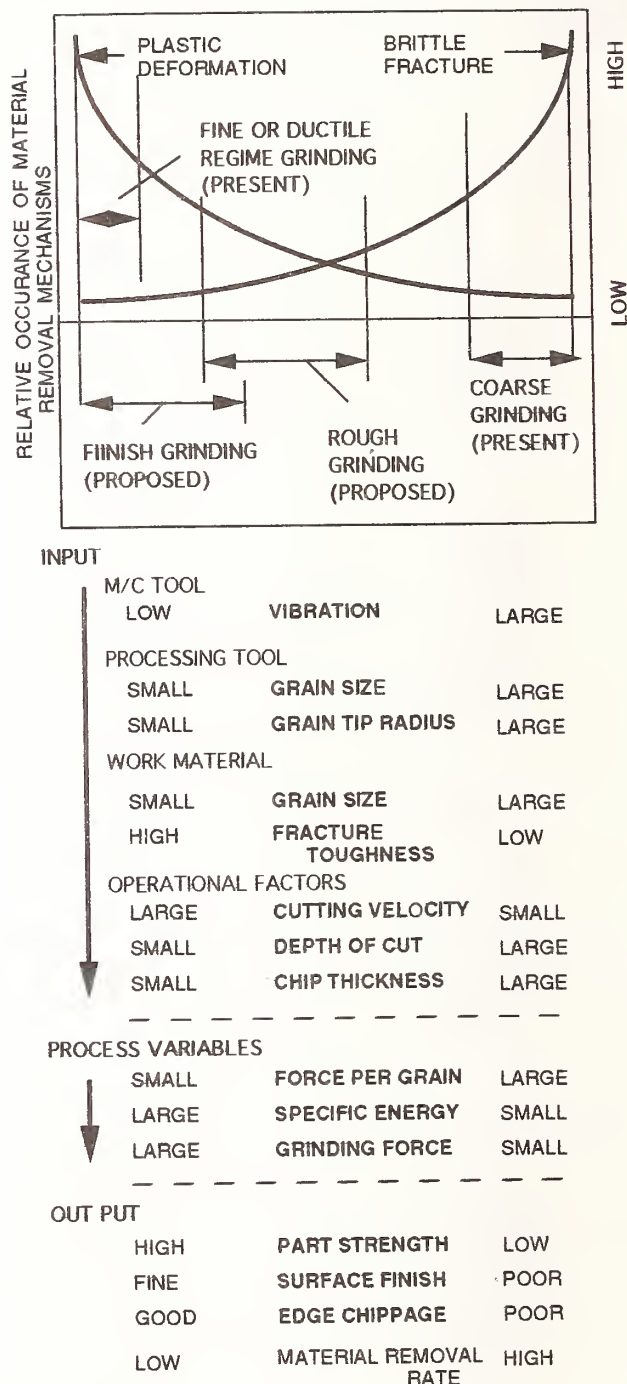 RELATIVE OCCURANCE OF MATERIAL
REMOVAL MECHANISMS
PLASTIC
DEFORMATION
BRITTLE
FRACTURE
HIGH
FINE OR DUCTILE
REGIME GRINDING
(PRESENT)
LOW
FIINISH GRINDING
(PROPOSED)
ROUGH
GRINDING
(PROPOSED)
COARSE
GRINDING
(PRESENT)
INPUT
M/C TOOL
LOW VIBRATION LARGE
PROCESSING TOOL
SMALL GRAIN SIZE LARGE
SMALL GRAIN TIP RADIUS LARGE
WORK MATERIAL
SMALL GRAIN SIZE LARGE
HIGH FRACTURE LOW
TOUGHNESS
OPERATIONAL FACTORS
LARGE CUTTING VELOCITY SMALL
SMALL DEPTH OF CUT LARGE
SMALL CHIP THICKNESS LARGE
PROCESS VARIABLES
SMALL FORCE PER GRAIN LARGE
LARGE SPECIFIC ENERGY SMALL
LARGE GRINDING FORCE SMALL
OUT PUT
HIGH PART STRENGTH LOW
FINE SURFACE FINISH POOR
GOOD EDGE CHIPPAGE POOR
LOW MATERIAL REMOVAL HIGH
RATE